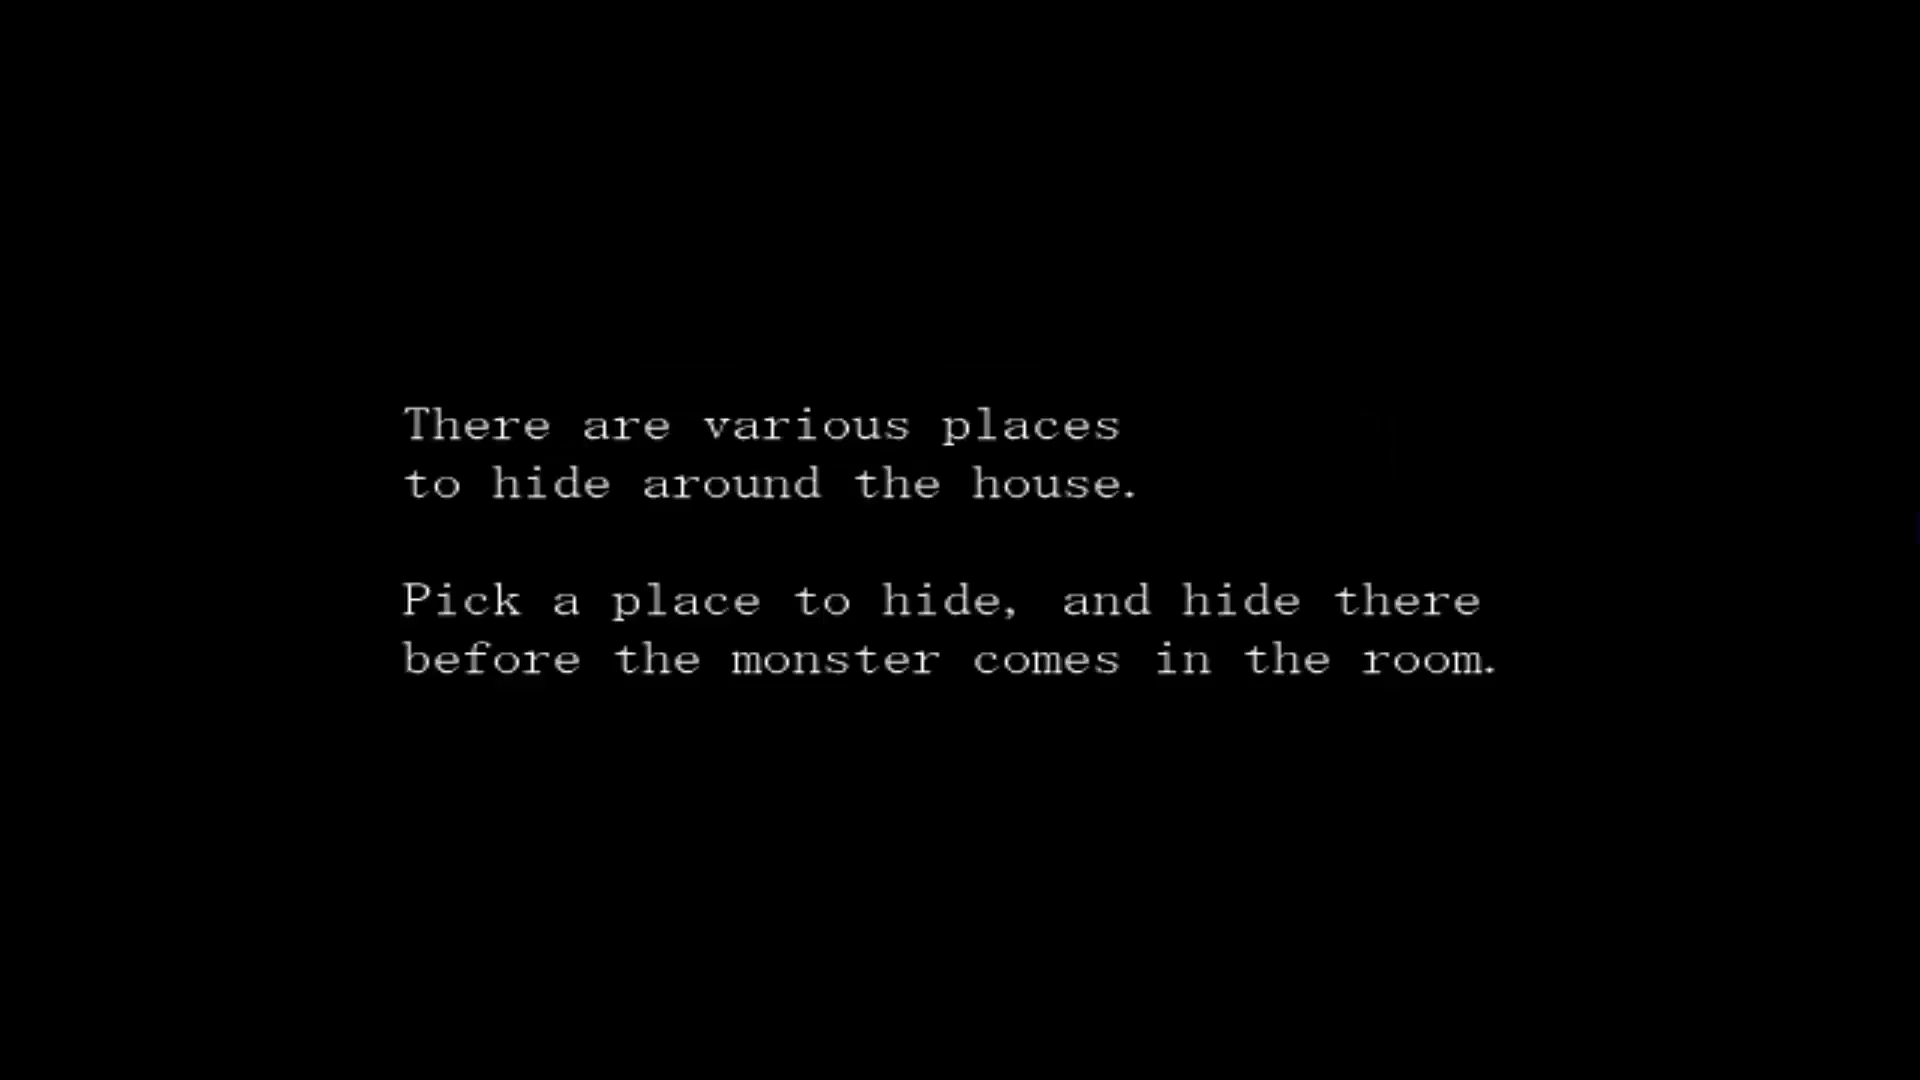 There are various places
to hide around the house.
Pick a place to hide, and hide there
before the monster comes in the room.